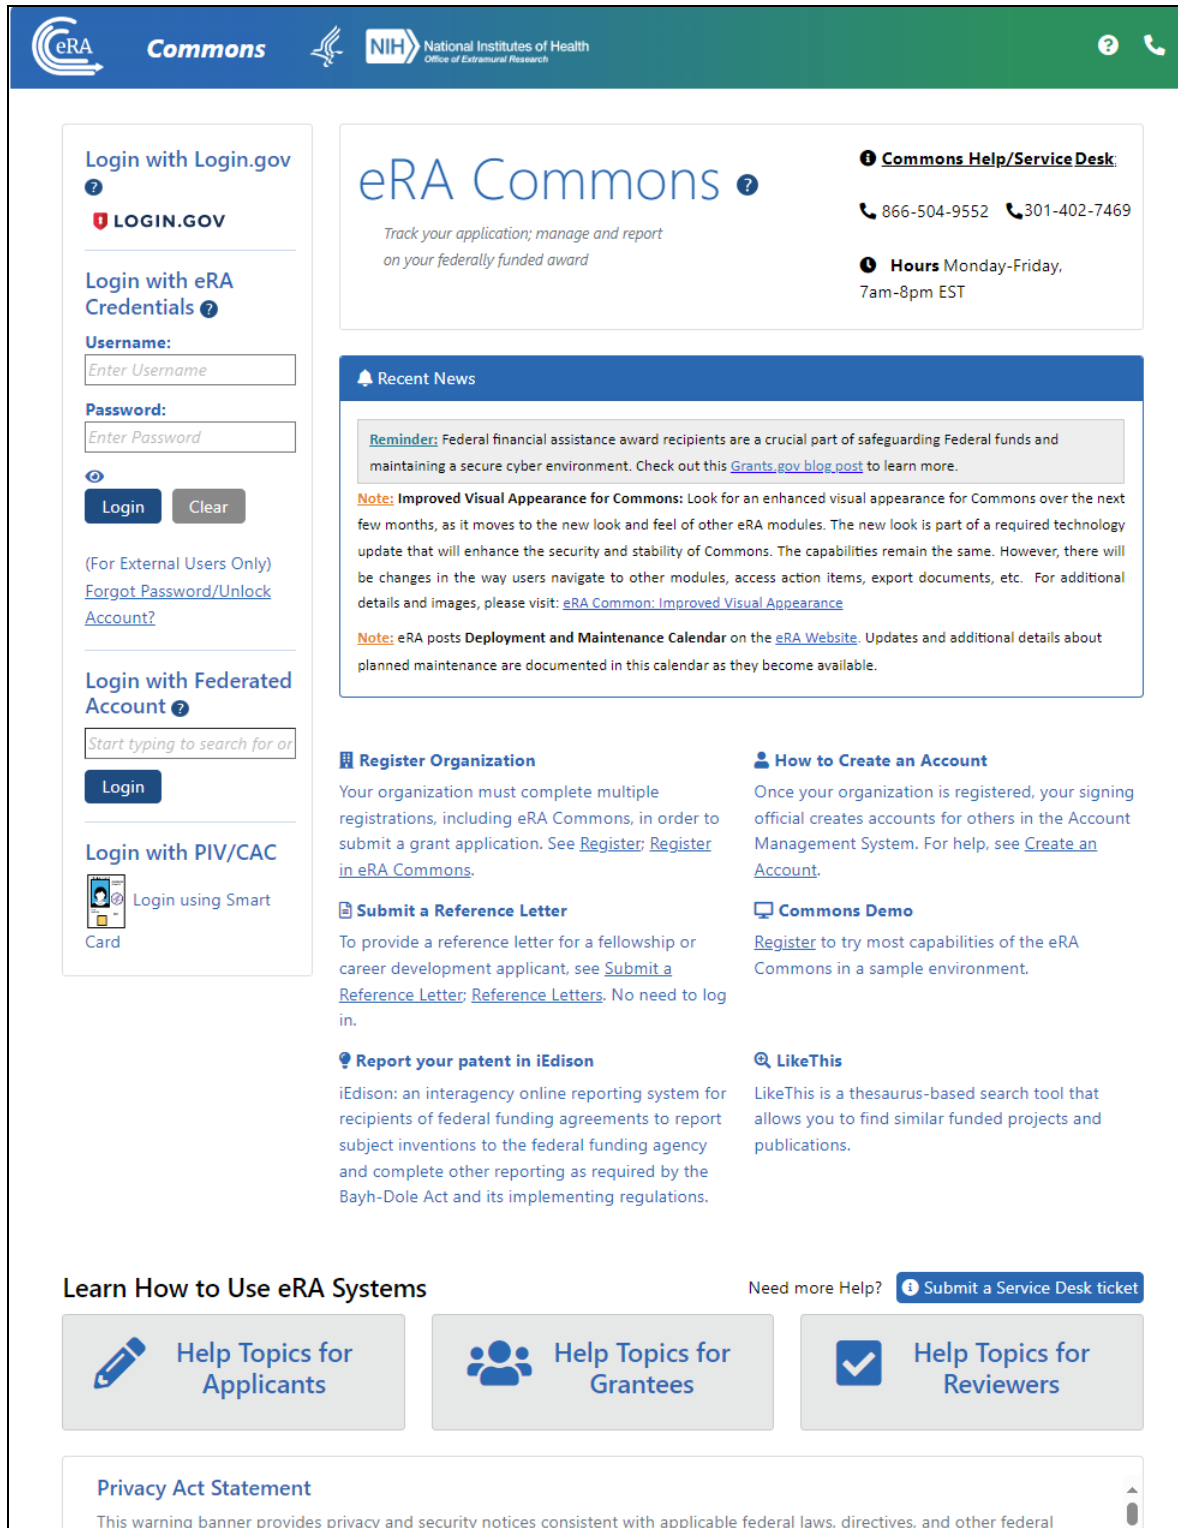 eRA
Commons
NIH
National Institutes of Health
Office of Extramural Research
Login with Login.gov
LOGIN.GOV
Login with eRA
Credentials
Username:
Enter Username
Password:
Enter Password
Login
Clear
(For External Users Only)
Forgot Password/Unlock
Account?
Login with Federated
Account
Start typing to search for or
Login
Login with PIV/CAC
Login using Smart
Card
eRA Commons
Track your application; manage and report
on your federally funded award
Commons Help/Service Desk:
866-504-9552 301-402-7469
Hours Monday-Friday,
7am-8pm EST
Recent News
Reminder: Federal financial assistance award recipients are a crucial part of safeguarding Federal funds and
maintaining a secure cyber environment. Check out this Grants.gov blog post to learn more.
Note: Improved Visual Appearance for Commons: Look for an enhanced visual appearance for Commons over the next
few months, as it moves to the new look and feel of other eRA modules. The new look is part of a required technology
update that will enhance the security and stability of Commons. The capabilities remain the same. However, there will
be changes in the way users navigate to other modules, access action items, export documents, etc. For additional
details and images, please visit: eRA Common: Improved Visual Appearance
Note: eRA posts Deployment and Maintenance Calendar on the eRA Website. Updates and additional details about
planned maintenance are documented in this calendar as they become available.
Register Organization
Your organization must complete multiple
registrations, including eRA Commons, in order to
submit a grant application. See Register; Register
in eRA Commons.
How to Create an Account
Once your organization is registered, your signing
official creates accounts for others in the Account
Management System. For help, see Create an
Account.
Submit a Reference Letter
To provide a reference letter for a fellowship or
career development applicant, see Submit a
Reference Letter; Reference Letters. No need to log
in.
Commons Demo
Register to try most capabilities of the eRA
Commons in a sample environment.
Report your patent in iEdison
iEdison: an interagency online reporting system for
recipients of federal funding agreements to report
subject inventions to the federal funding agency
and complete other reporting as required by the
Bayh-Dole Act and its implementing regulations.
LikeThis
LikeThis is a thesaurus-based search tool that
allows you to find similar funded projects and
publications.
Learn How to Use eRA Systems
Need more Help?
Submit a Service Desk ticket
Help Topics for
Applicants
Help Topics for
Grantees
Help Topics for
Reviewers
Privacy Act Statement
This warning banner provides privacy and security notices consistent with applicable federal laws, directives, and other federal